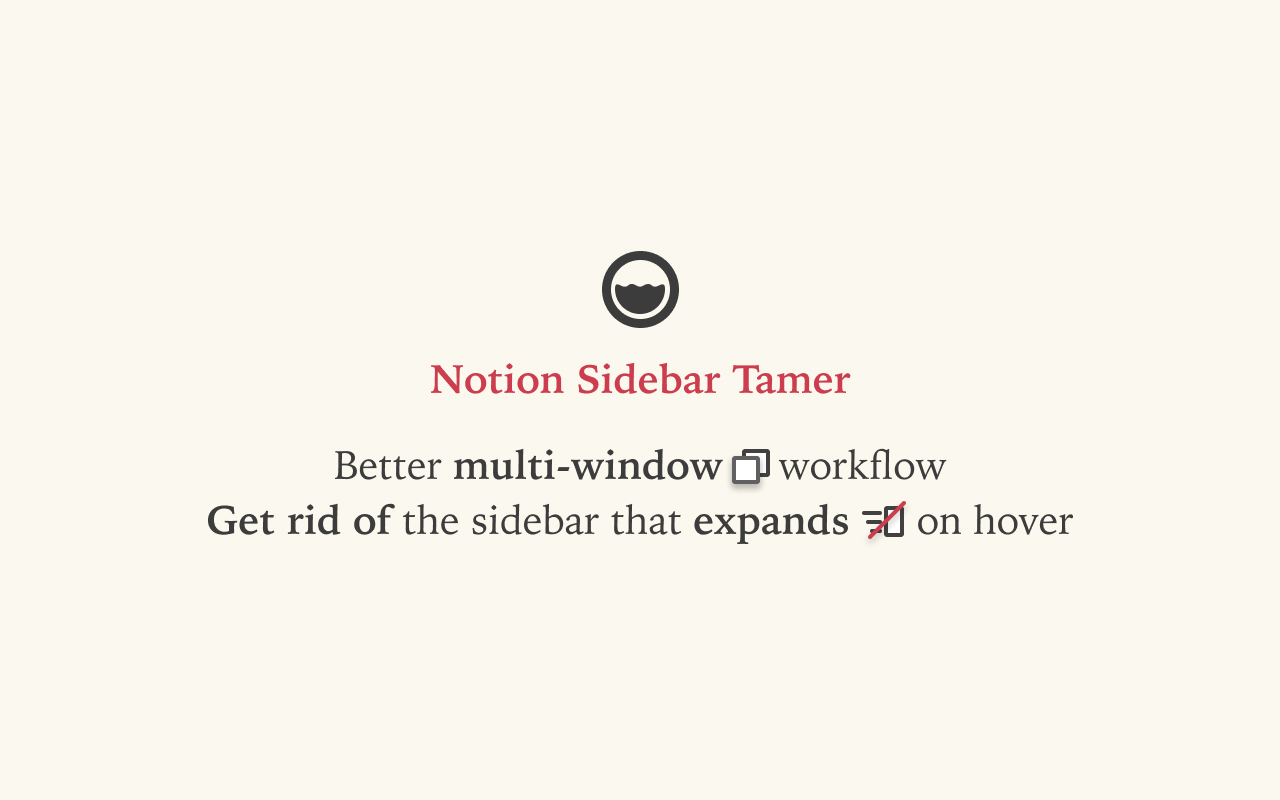 Notion Sidebar Tamer
Better multi-window workflow
Get rid of the sidebar that expands on hover